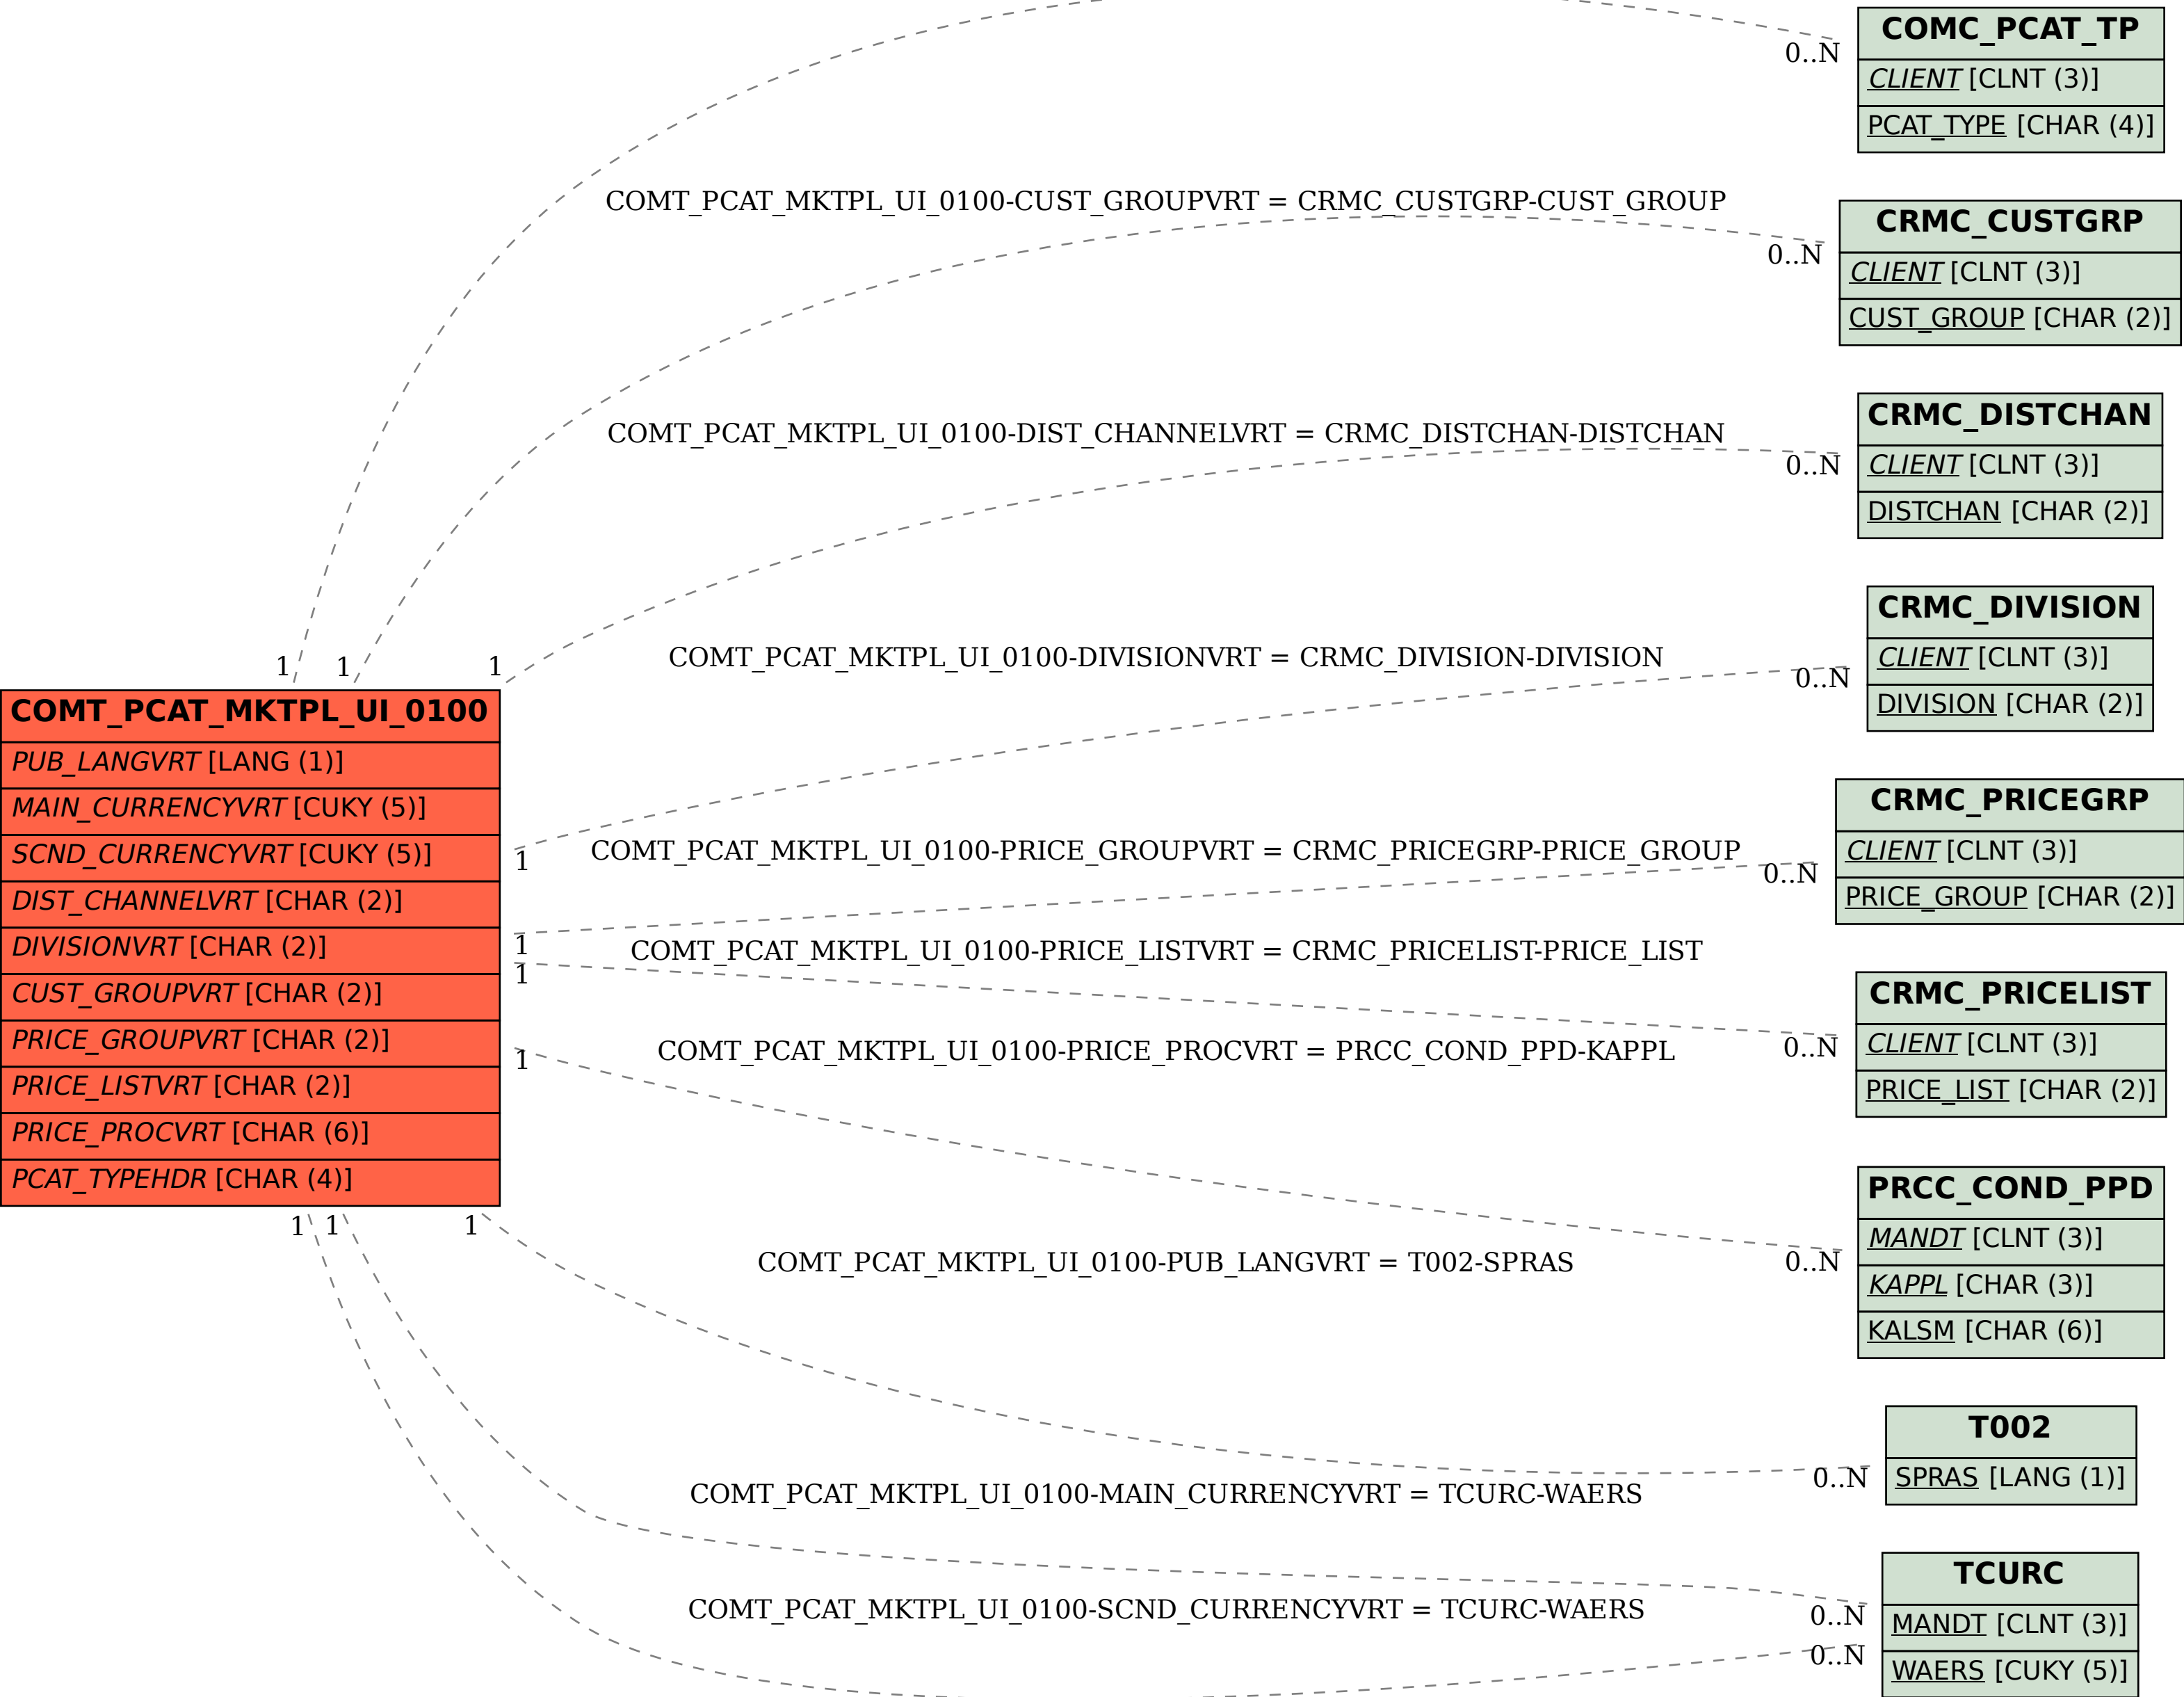 COMC_PCAT_TP
0..N
CLIENT [CLNT (3)]
PCAT_TYPE [CHAR (4)]
COMT_PCAT_MKTPL_UI_0100-CUST_GROUPVRT = CRMC_CUSTGRP-CUST_GROUP
0..N
CRMC_CUSTGRP
CLIENT [CLNT (3)]
CUST_GROUP [CHAR (2)]
COMT_PCAT_MKTPL_UI_0100-DIST_CHANNELVRT = CRMC_DISTCHAN-DISTCHAN
0..N
CRMC_DISTCHAN
CLIENT [CLNT (3)]
DISTCHAN [CHAR (2)]
COMT_PCAT_MKTPL_UI_0100-DIVISIONVRT = CRMC_DIVISION-DIVISION
0..N
CRMC_DIVISION
CLIENT [CLNT (3)]
DIVISION [CHAR (2)]
1
1
1
COMT_PCAT_MKTPL_UI_0100
PUB_LANGVRT [LANG (1)]
MAIN_CURRENCYVRT [CUKY (5)]
SCND_CURRENCYVRT [CUKY (5)]
DIST_CHANNELVRT [CHAR (2)]
DIVISIONVRT [CHAR (2)]
CUST_GROUPVRT [CHAR (2)]
PRICE_GROUPVRT [CHAR (2)]
PRICE_LISTVRT [CHAR (2)]
PRICE_PROCVRT [CHAR (6)]
PCAT_TYPEHDR [CHAR (4)]
1
COMT_PCAT_MKTPL_UI_0100-PRICE_GROUPVRT = CRMC_PRICEGRP-PRICE_GROUP
0..N
CRMC_PRICEGRP
CLIENT [CLNT (3)]
PRICE_GROUP [CHAR (2)]
1
COMT_PCAT_MKTPL_UI_0100-PRICE_LISTVRT = CRMC_PRICELIST-PRICE_LIST
1
0..N
CRMC_PRICELIST
CLIENT [CLNT (3)]
PRICE_LIST [CHAR (2)]
1
COMT_PCAT_MKTPL_UI_0100-PRICE_PROCVRT = PRCC_COND_PPD-KAPPL
0..N
PRCC_COND_PPD
MANDT [CLNT (3)]
KAPPL [CHAR (3)]
KALSM [CHAR (6)]
1
1
1
COMT_PCAT_MKTPL_UI_0100-PUB_LANGVRT = T002-SPRAS
0..N
T002
SPRAS [LANG (1)]
COMT_PCAT_MKTPL_UI_0100-MAIN_CURRENCYVRT = TCURC-WAERS
0..N
TCURC
MANDT [CLNT (3)]
WAERS [CUKY (5)]
COMT_PCAT_MKTPL_UI_0100-SCND_CURRENCYVRT = TCURC-WAERS
0..N